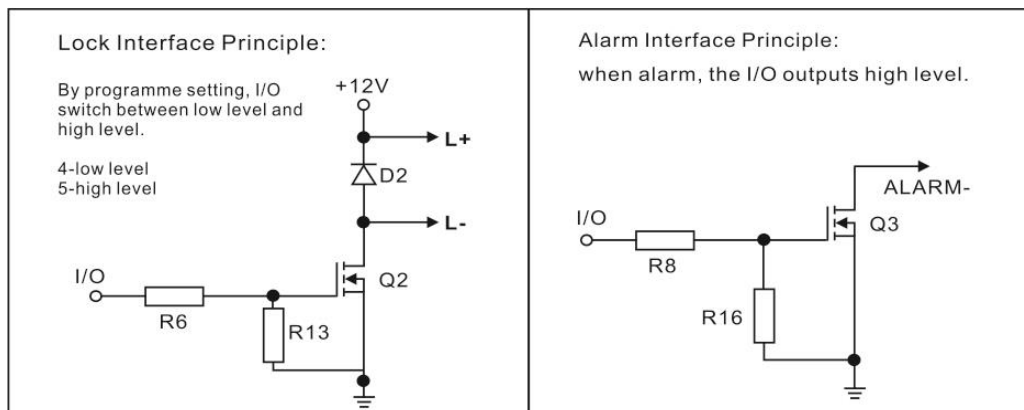 Lock Interface Principle:
By programme setting, I/O
switch between low level and
high level.
4-low level
5-high level
+12V
L+
D2
L-
I/O
Q2
R6
R13
Alarm Interface Principle:
when alarm, the I/O outputs high level.
ALARM-
I/O
Q3
R8
R16